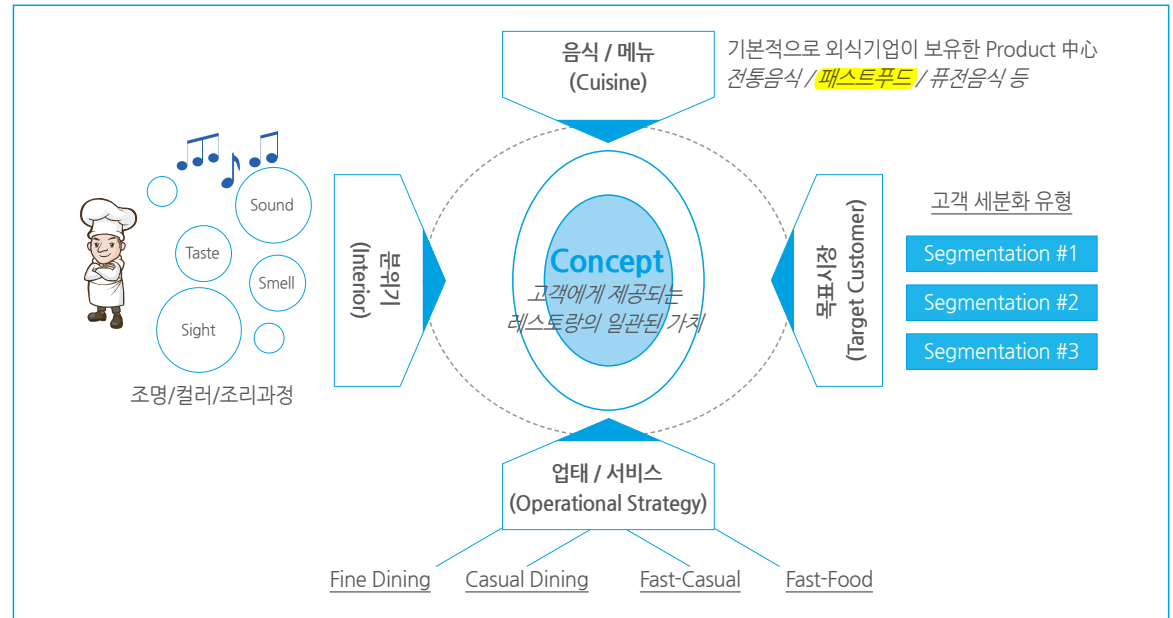 음식 / 메뉴
(Cuisine)
기본적으로 외식기업이 보유한 Product 中心
전통음식 / 패스트푸드 / 퓨전음식 등
Sound
Taste
Smell
Sight
조명/컬러/조리과정
분위기
(Interior)
Concept
고객에게 제공되는
레스토랑의 일관된 가치
목표시장
(Target Customer)
고객 세분화 유형
Segmentation #1
Segmentation #2
Segmentation #3
업태 / 서비스
(Operational Strategy)
Fine Dining
Casual Dining
Fast-Casual
Fast-Food